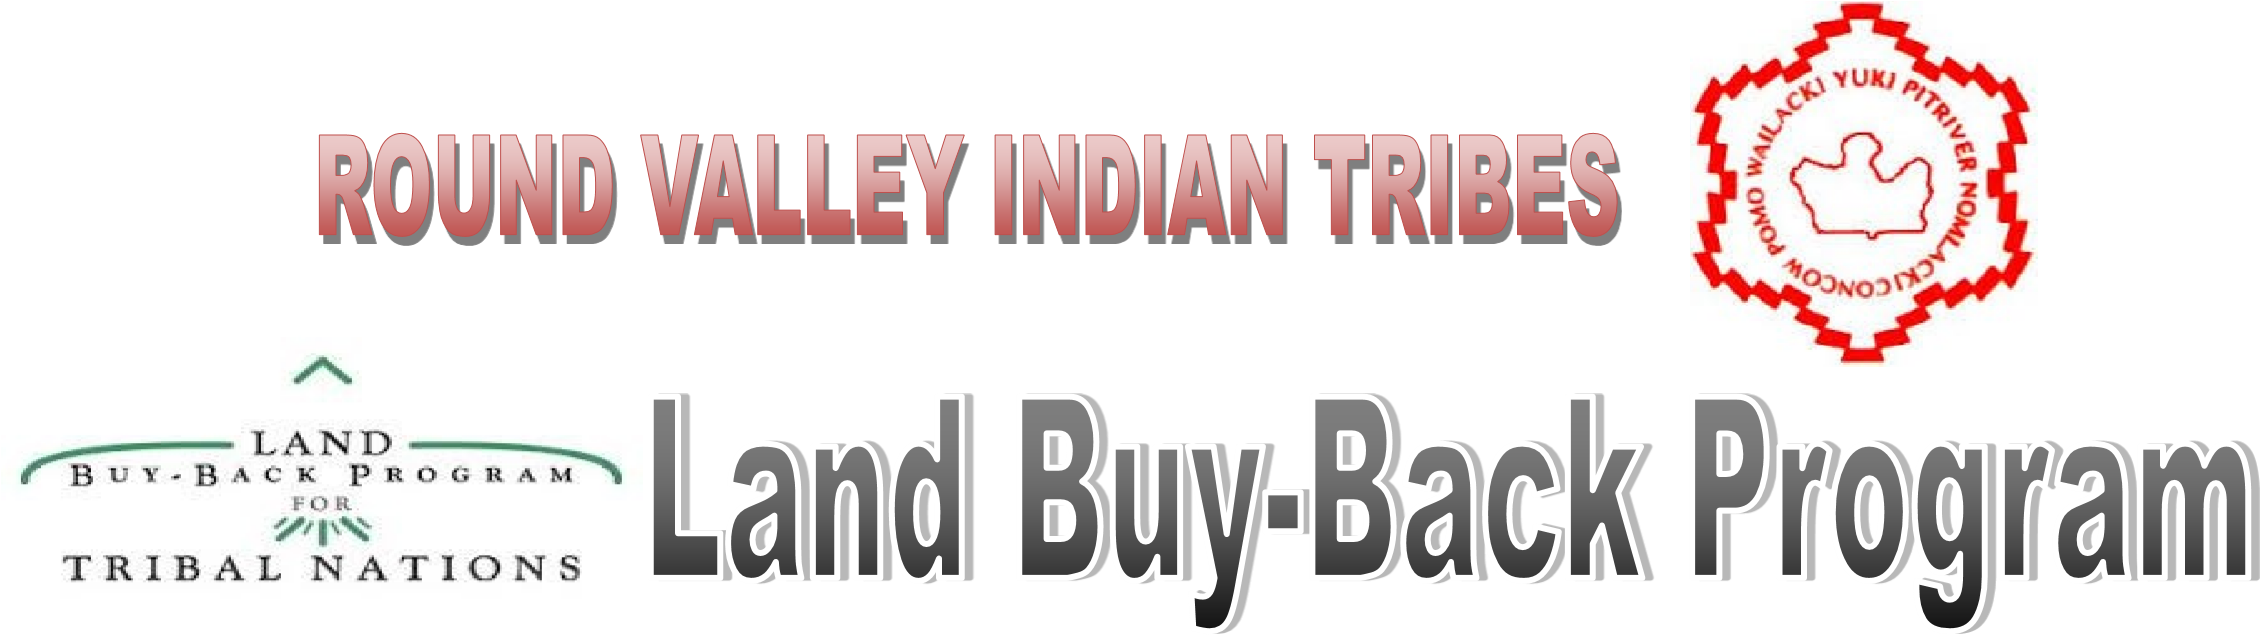 ROUND VALLEY INDIAN TRIBES
POMO WAILACKI YUKI PITRIVER NOMLACKI CONCOW
LAND
BUY-BACK PROGRAM
FOR
TRIBAL NATIONS
Land Buy-Back Program